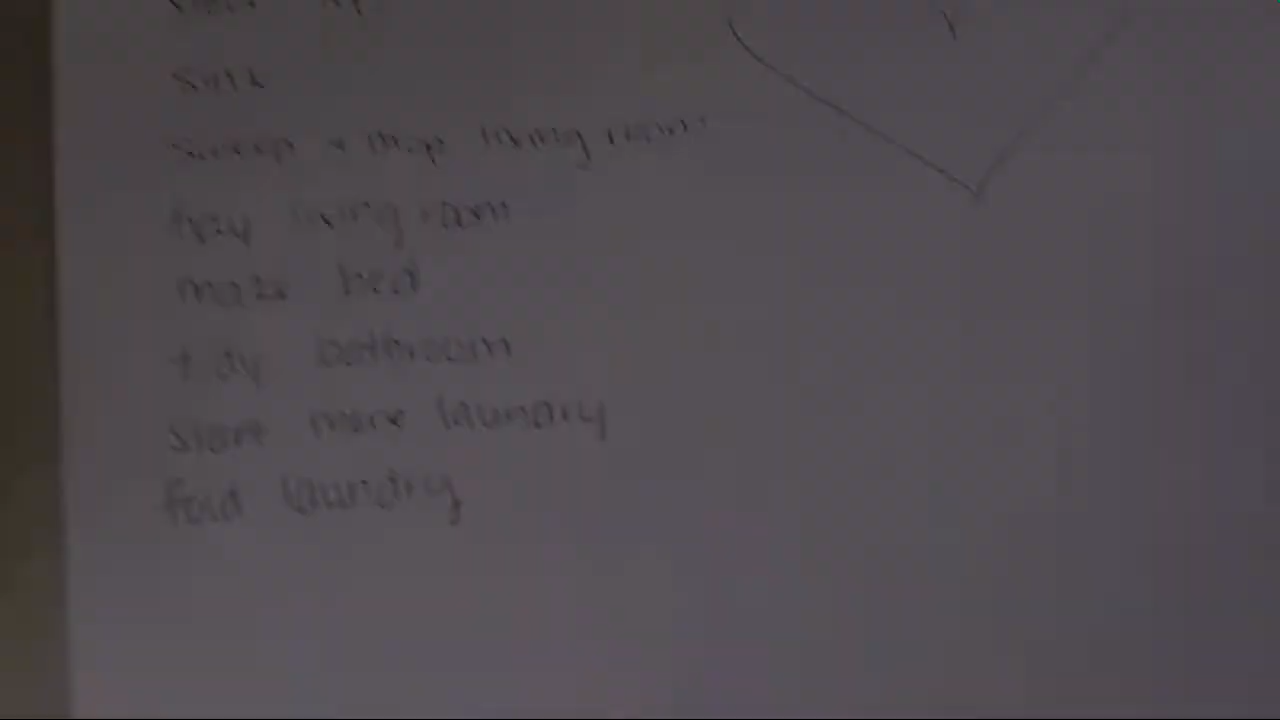 sweep & mop living room
tidy living room
make bed
tidy bathroom
start more laundry
fold laundry